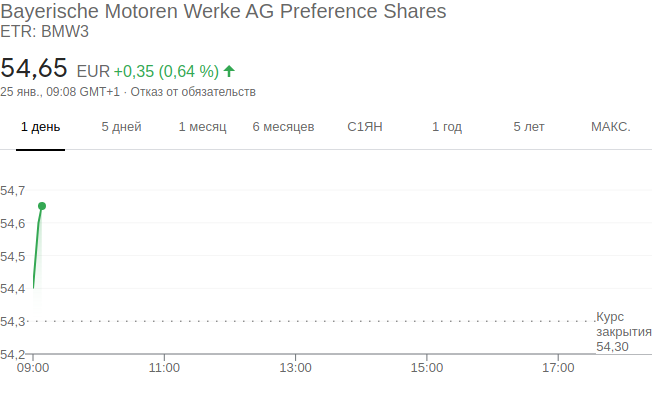 Bayerische Motoren Werke AG Preference Shares
ETR: BMW3
54,65 EUR +0,35 (0,64 %)
25 янв., 09:08 GMT+1 · Отказ от обязательств
1 день 5 дней 1 месяц 6 месяцев С1ЯН 1 год 5 лет МАКС.
54,7
54,6
54,5
54,4
54,3
54,2
Курс
закрытия
54,30
09:00 11:00 13:00 15:00 17:00